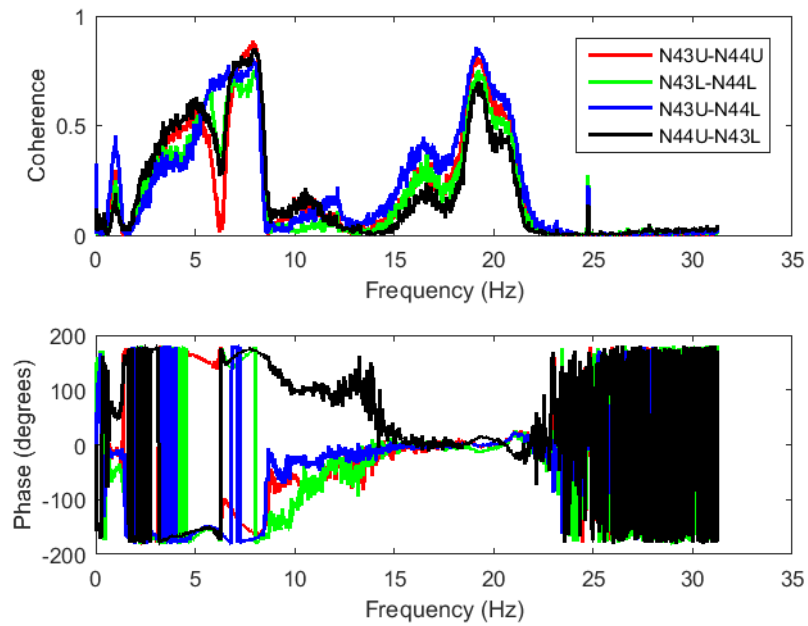 1
0.5
0
Coherence
N43U-N44U
N43L-N44L
N43U-N44L
N44U-N43L
0 5 10 15 20 25 30 35
Frequency (Hz)
200
100
0
-100
-200
Phase (degrees)
0 5 10 15 20 25 30 35
Frequency (Hz)